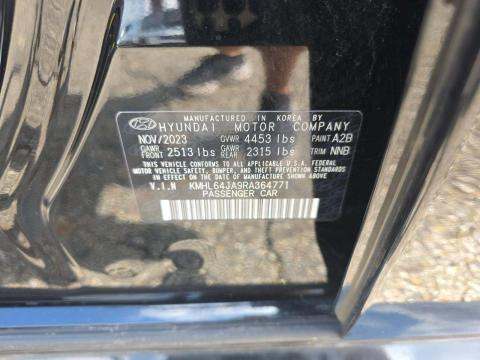 MANUFACTURED IN KOREA BY
HYUNDAI MOTOR COMPANY
NOV/2023 GVWR 4453 lbs PAINT A2B
GAWR FRONT 2513 lbs GAWR REAR 2315 lbs TRIM NNB
THIS VEHICLE CONFORMS TO ALL APPLICABLE U.S.A. FEDERAL
MOTOR VEHICLE SAFETY, BUMPER, AND THEFT PREVENTION STANDARDS
IN EFFECT ON THE DATE OF MANUFACTURE SHOWN ABOVE.
V.I.N KMHL64JA9RA364771
PASSENGER CAR